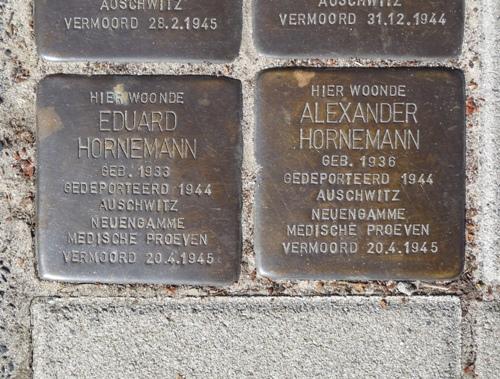 AUSCHWITZ
VERMOORD 28.2.1945
AUSCHWITZ
VERMOORD 31.12.1944
HIER WOONDE
EDUARD
HORNEMANN
GEB. 1933
GEDEPORTEERD 1944
AUSCHWITZ
NEUENGAMME
MEDISCHE PROEVEN
VERMOORD 20.4.1945
HIER WOONDE
ALEXANDER
HORNEMANN
GEB. 1936
GEDEPORTEERD 1944
AUSCHWITZ
NEUENGAMME
MEDISCHE PROEVEN
VERMOORD 20.4.1945